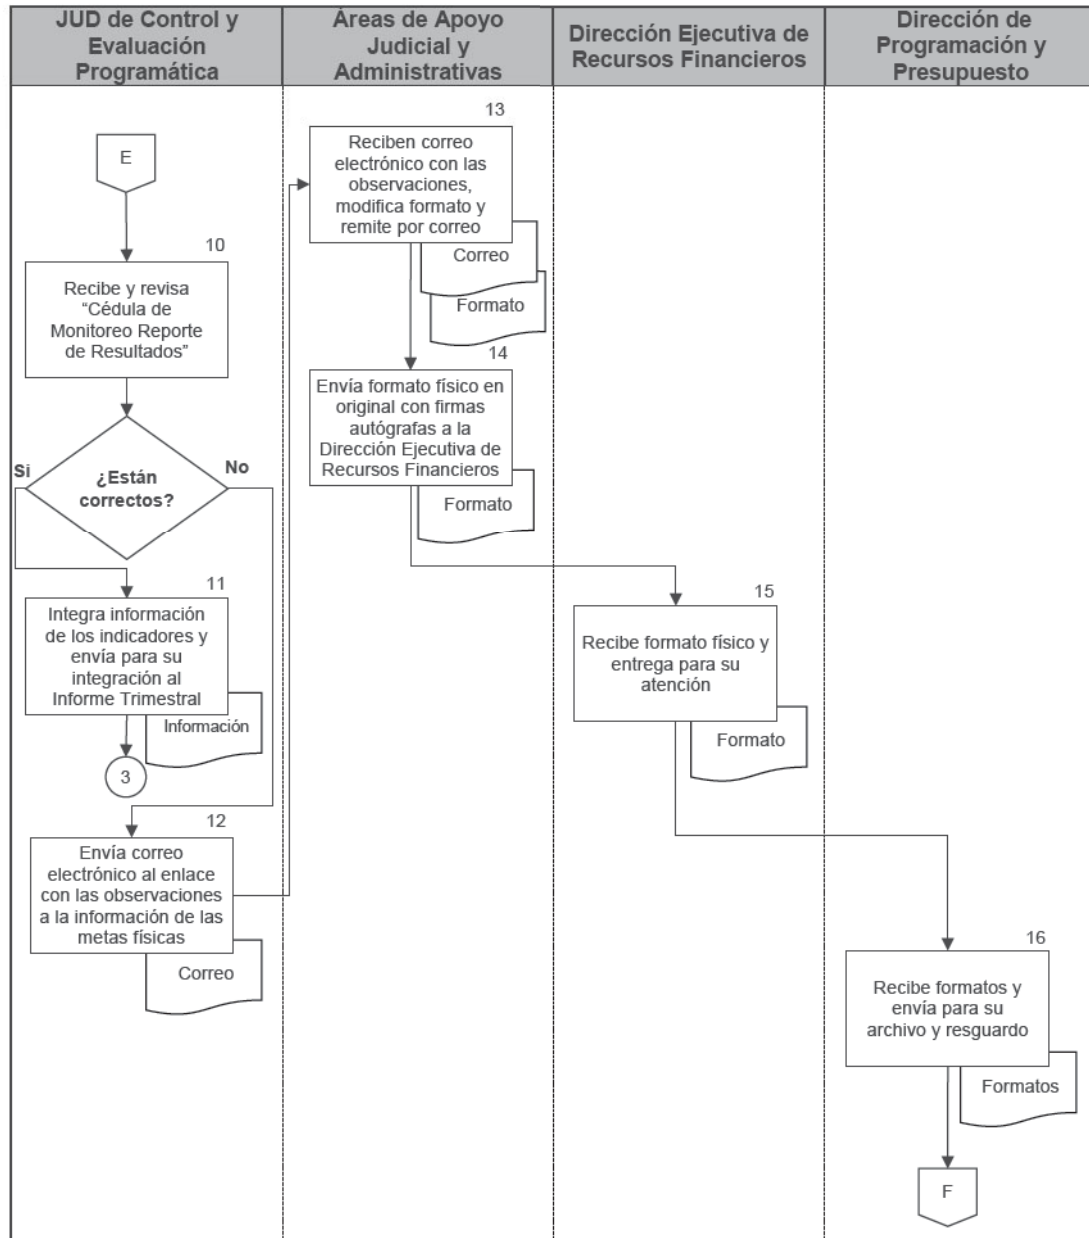 JUD de Control y
Evaluación
Programática
Áreas de Apoyo
Judicial y
Administrativas
Dirección Ejecutiva de
Recursos Financieros
Dirección de
Programación y
Presupuesto
E
10
Recibe y revisa
“Cédula de
Monitoreo Reporte
de Resultados”
¿Están
correctos?
Si
No
11
Integra información
de los indicadores y
envía para su
integración al
Informe Trimestral
Información
3
12
Envía correo
electrónico al enlace
con las observaciones
a la información de las
metas físicas
Correo
13
Reciben correo
electrónico con las
observaciones,
modifica formato y
remite por correo
Correo
Formato
14
Envía formato físico en
original con firmas
autógrafas a la
Dirección Ejecutiva de
Recursos Financieros
Formato
15
Recibe formato físico y
entrega para su
atención
Formato
16
Recibe formatos y
envía para su
archivo y resguardo
Formatos
F